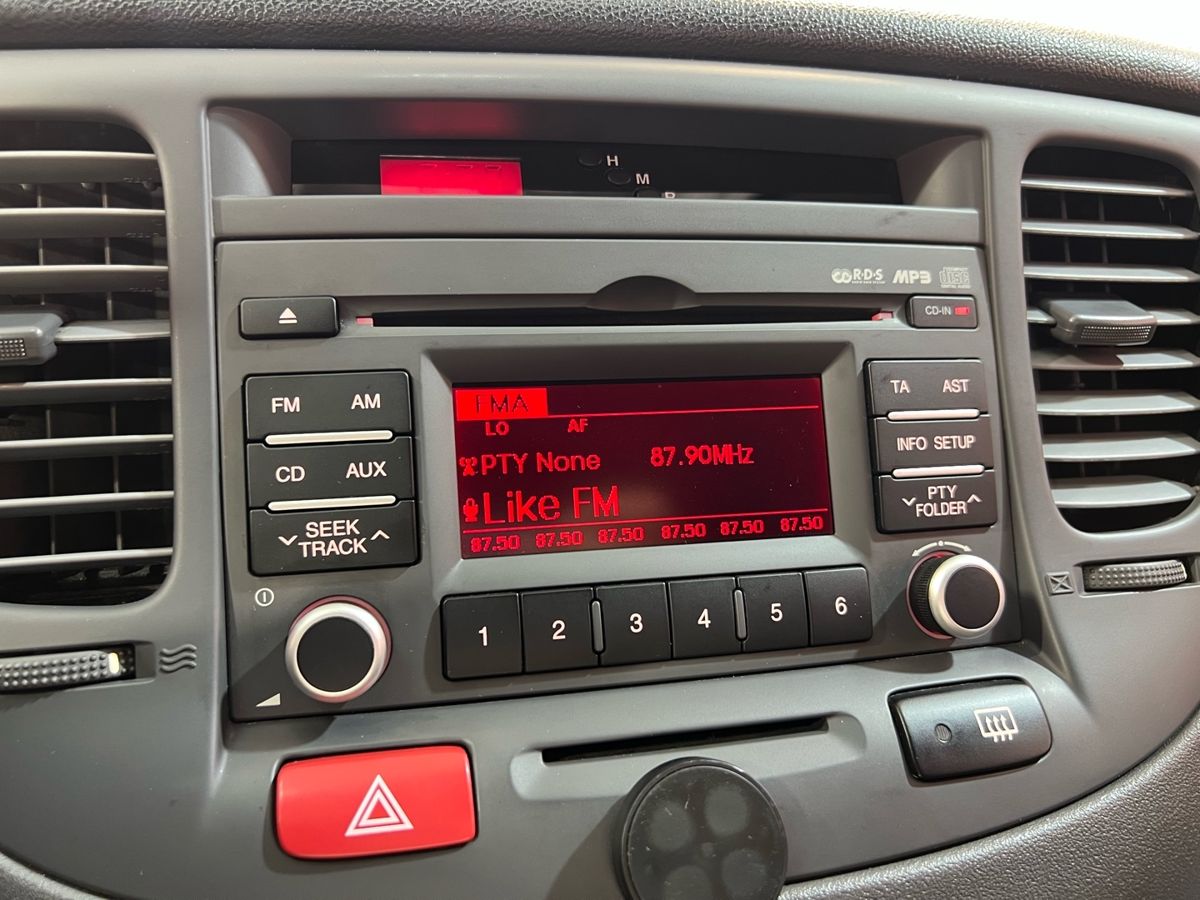 H
M
R·D·S MP3 disc
CD-IN
FM AM
CD AUX
SEEK
TRACK
FMA
LO AF
PTY None 87.90MHz
Like FM
87.50 87.50 87.50 87.50 87.50 87.50
TA AST
INFO SETUP
PTY
FOLDER
1 2 3 4 5 6